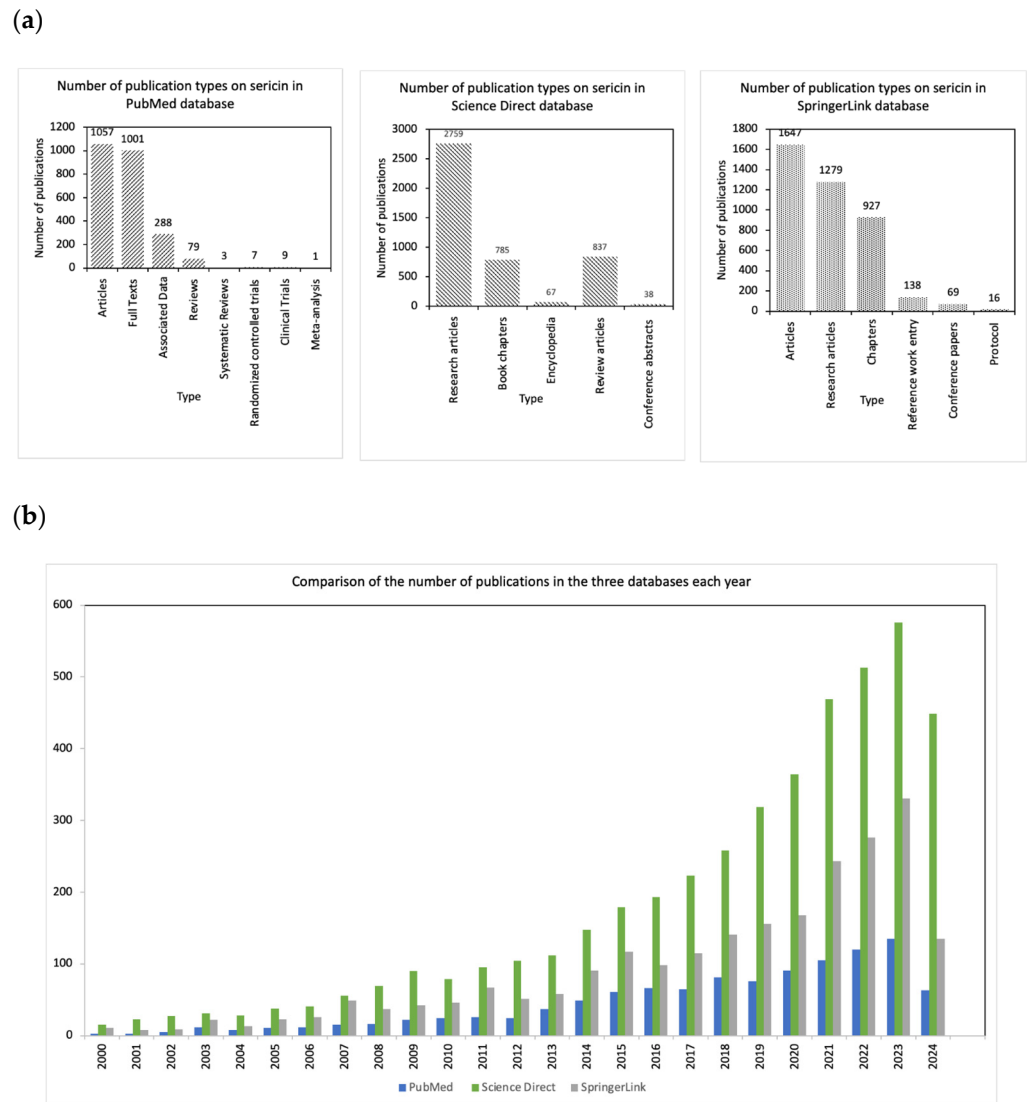 (a)
Number of publication types on sericin in
PubMed database
Number of publications
1200
1000
800
600
400
200
0
1057
1001
288
79
3
7
9
1
Articles
Full Texts
Associated Data
Reviews
Systematic Reviews
Randomized controlled trials
Clinical Trials
Meta-analysis
Type
Number of publication types on sericin in
Science Direct database
Number of publications
3000
2500
2000
1500
1000
500
0
2759
785
67
837
38
Research articles
Book chapters
Encyclopedia
Review articles
Conference abstracts
Type
Number of publication types on sericin in
SpringerLink database
Number of publications
1800
1600
1400
1200
1000
800
600
400
200
0
1647
1279
927
138
69
16
Articles
Research articles
Chapters
Reference work entry
Conference papers
Protocol
Type
(b)
Comparison of the number of publications in the three databases each year
600
500
400
300
200
100
0
2000
2001
2002
2003
2004
2005
2006
2007
2008
2009
2010
2011
2012
2013
2014
2015
2016
2017
2018
2019
2020
2021
2022
2023
2024
PubMed
Science Direct
SpringerLink